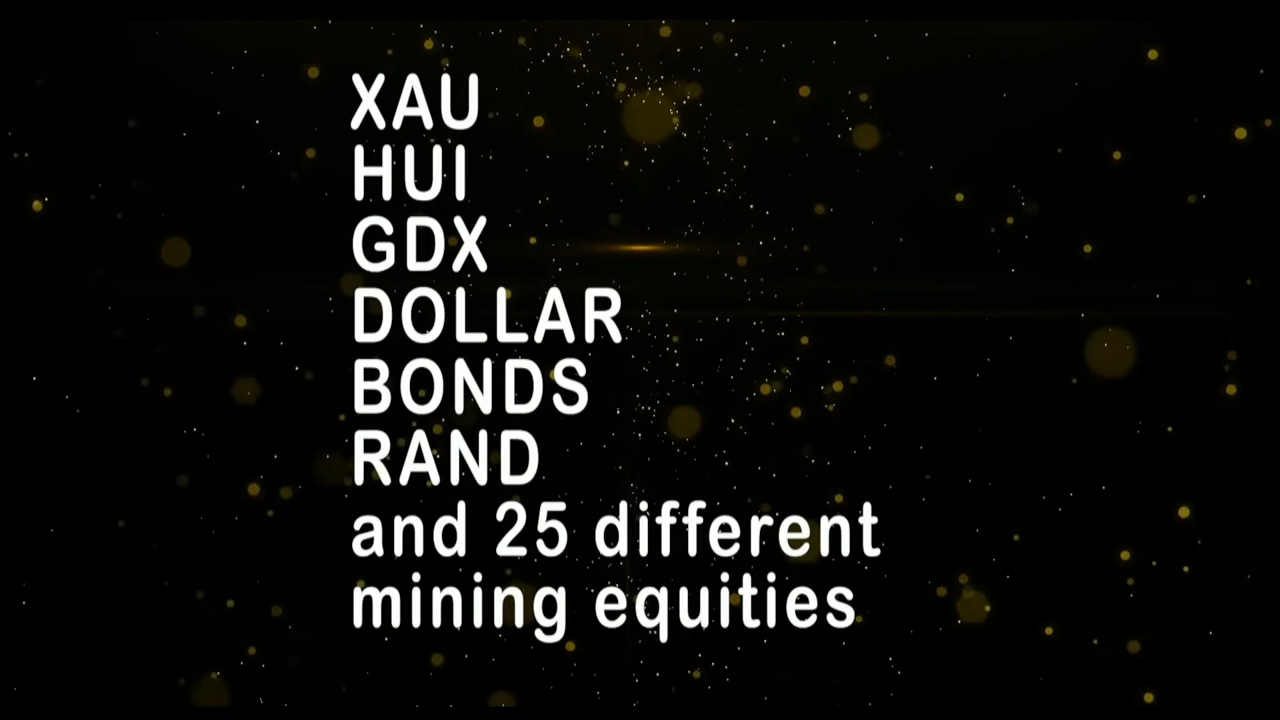 XAU
HUI
GDX
DOLLAR
BONDS
RAND
and 25 different
mining equities